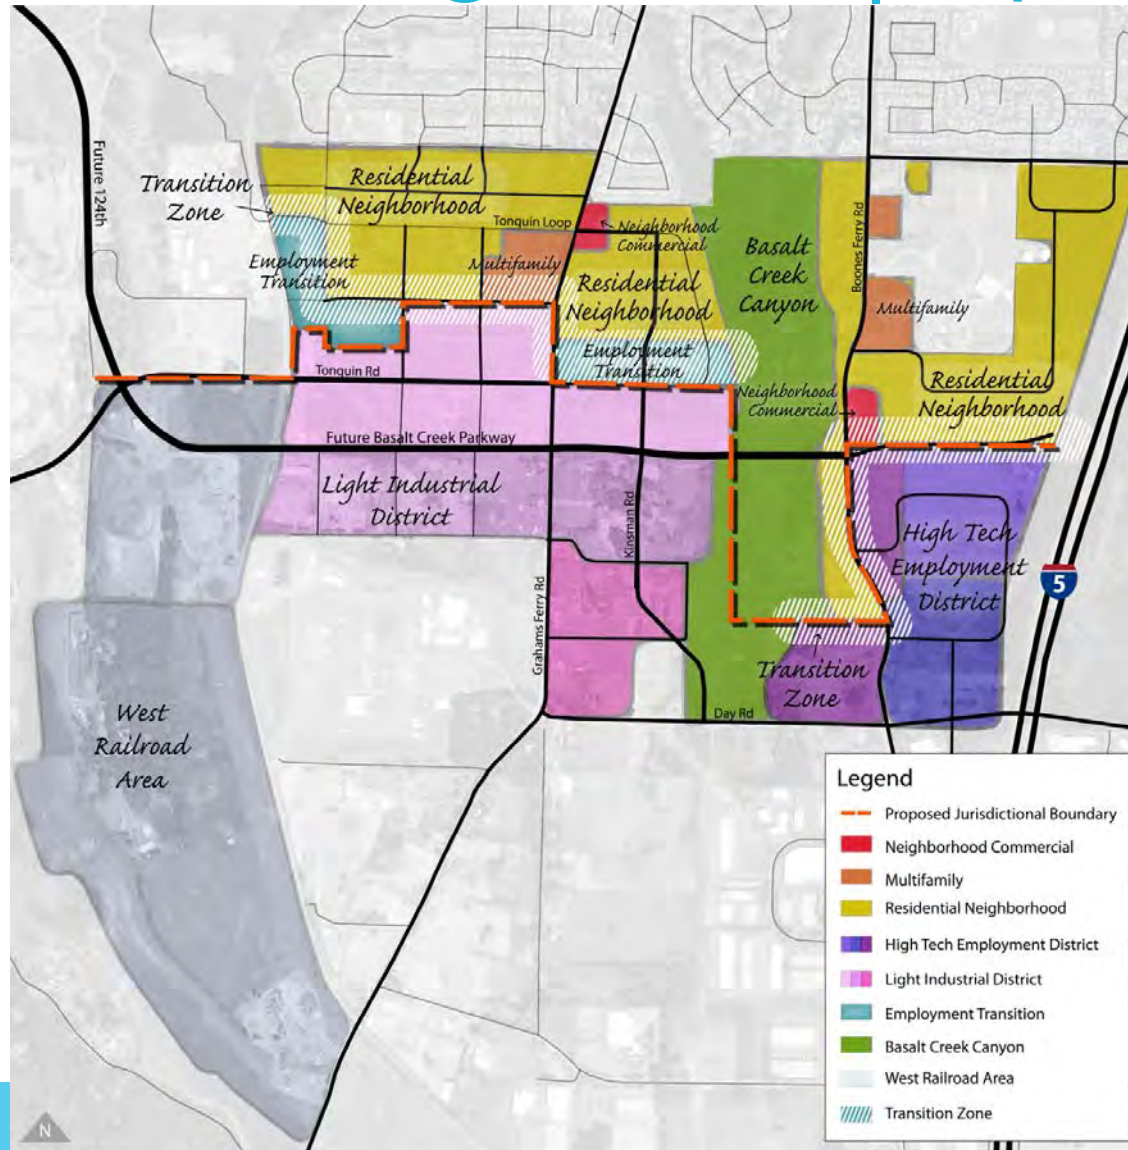 Future 124th
Transition
Zone
Residential
Neighborhood
Tonquin Loop
Neighborhood
Commercial
Employment
Transition
Multifamily
Residential
Neighborhood
Basalt
Creek
Canyon
Boones Ferry Rd
Multifamily
Employment
Transition
Tonquin Rd
Neighborhood
Commercial
Residential
Neighborhood
Future Basalt Creek Parkway
Light Industrial
District
Kinsman Rd
Grahams Ferry Rd
High Tech
Employment
District
5
Transition
Zone
Day Rd
West
Railroad
Area
Legend
Proposed Jurisdictional Boundary
Neighborhood Commercial
Multifamily
Residential Neighborhood
High Tech Employment District
Light Industrial District
Employment Transition
Basalt Creek Canyon
West Railroad Area
Transition Zone
N